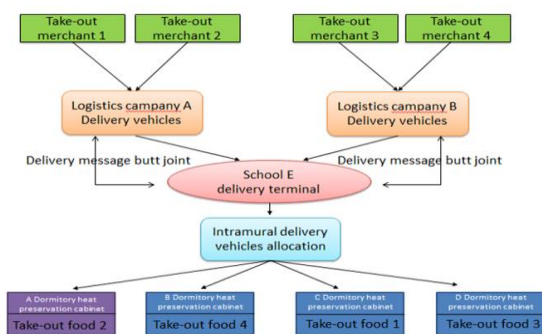 Take-out
merchant 1
Take-out
merchant 2
Take-out
merchant 3
Take-out
merchant 4
Logistics campany A
Delivery vehicles
Logistics campany B
Delivery vehicles
Delivery message butt joint
Delivery message butt joint
School E
delivery terminal
Intramural delivery
vehicles allocation
A Dormitory heat
preservation cabinet
Take-out food 2
B Dormitory heat
preservation cabinet
Take-out food 4
C Dormitory heat
preservation cabinet
Take-out food 1
D Dormitory heat
preservation cabinet
Take-out food 3